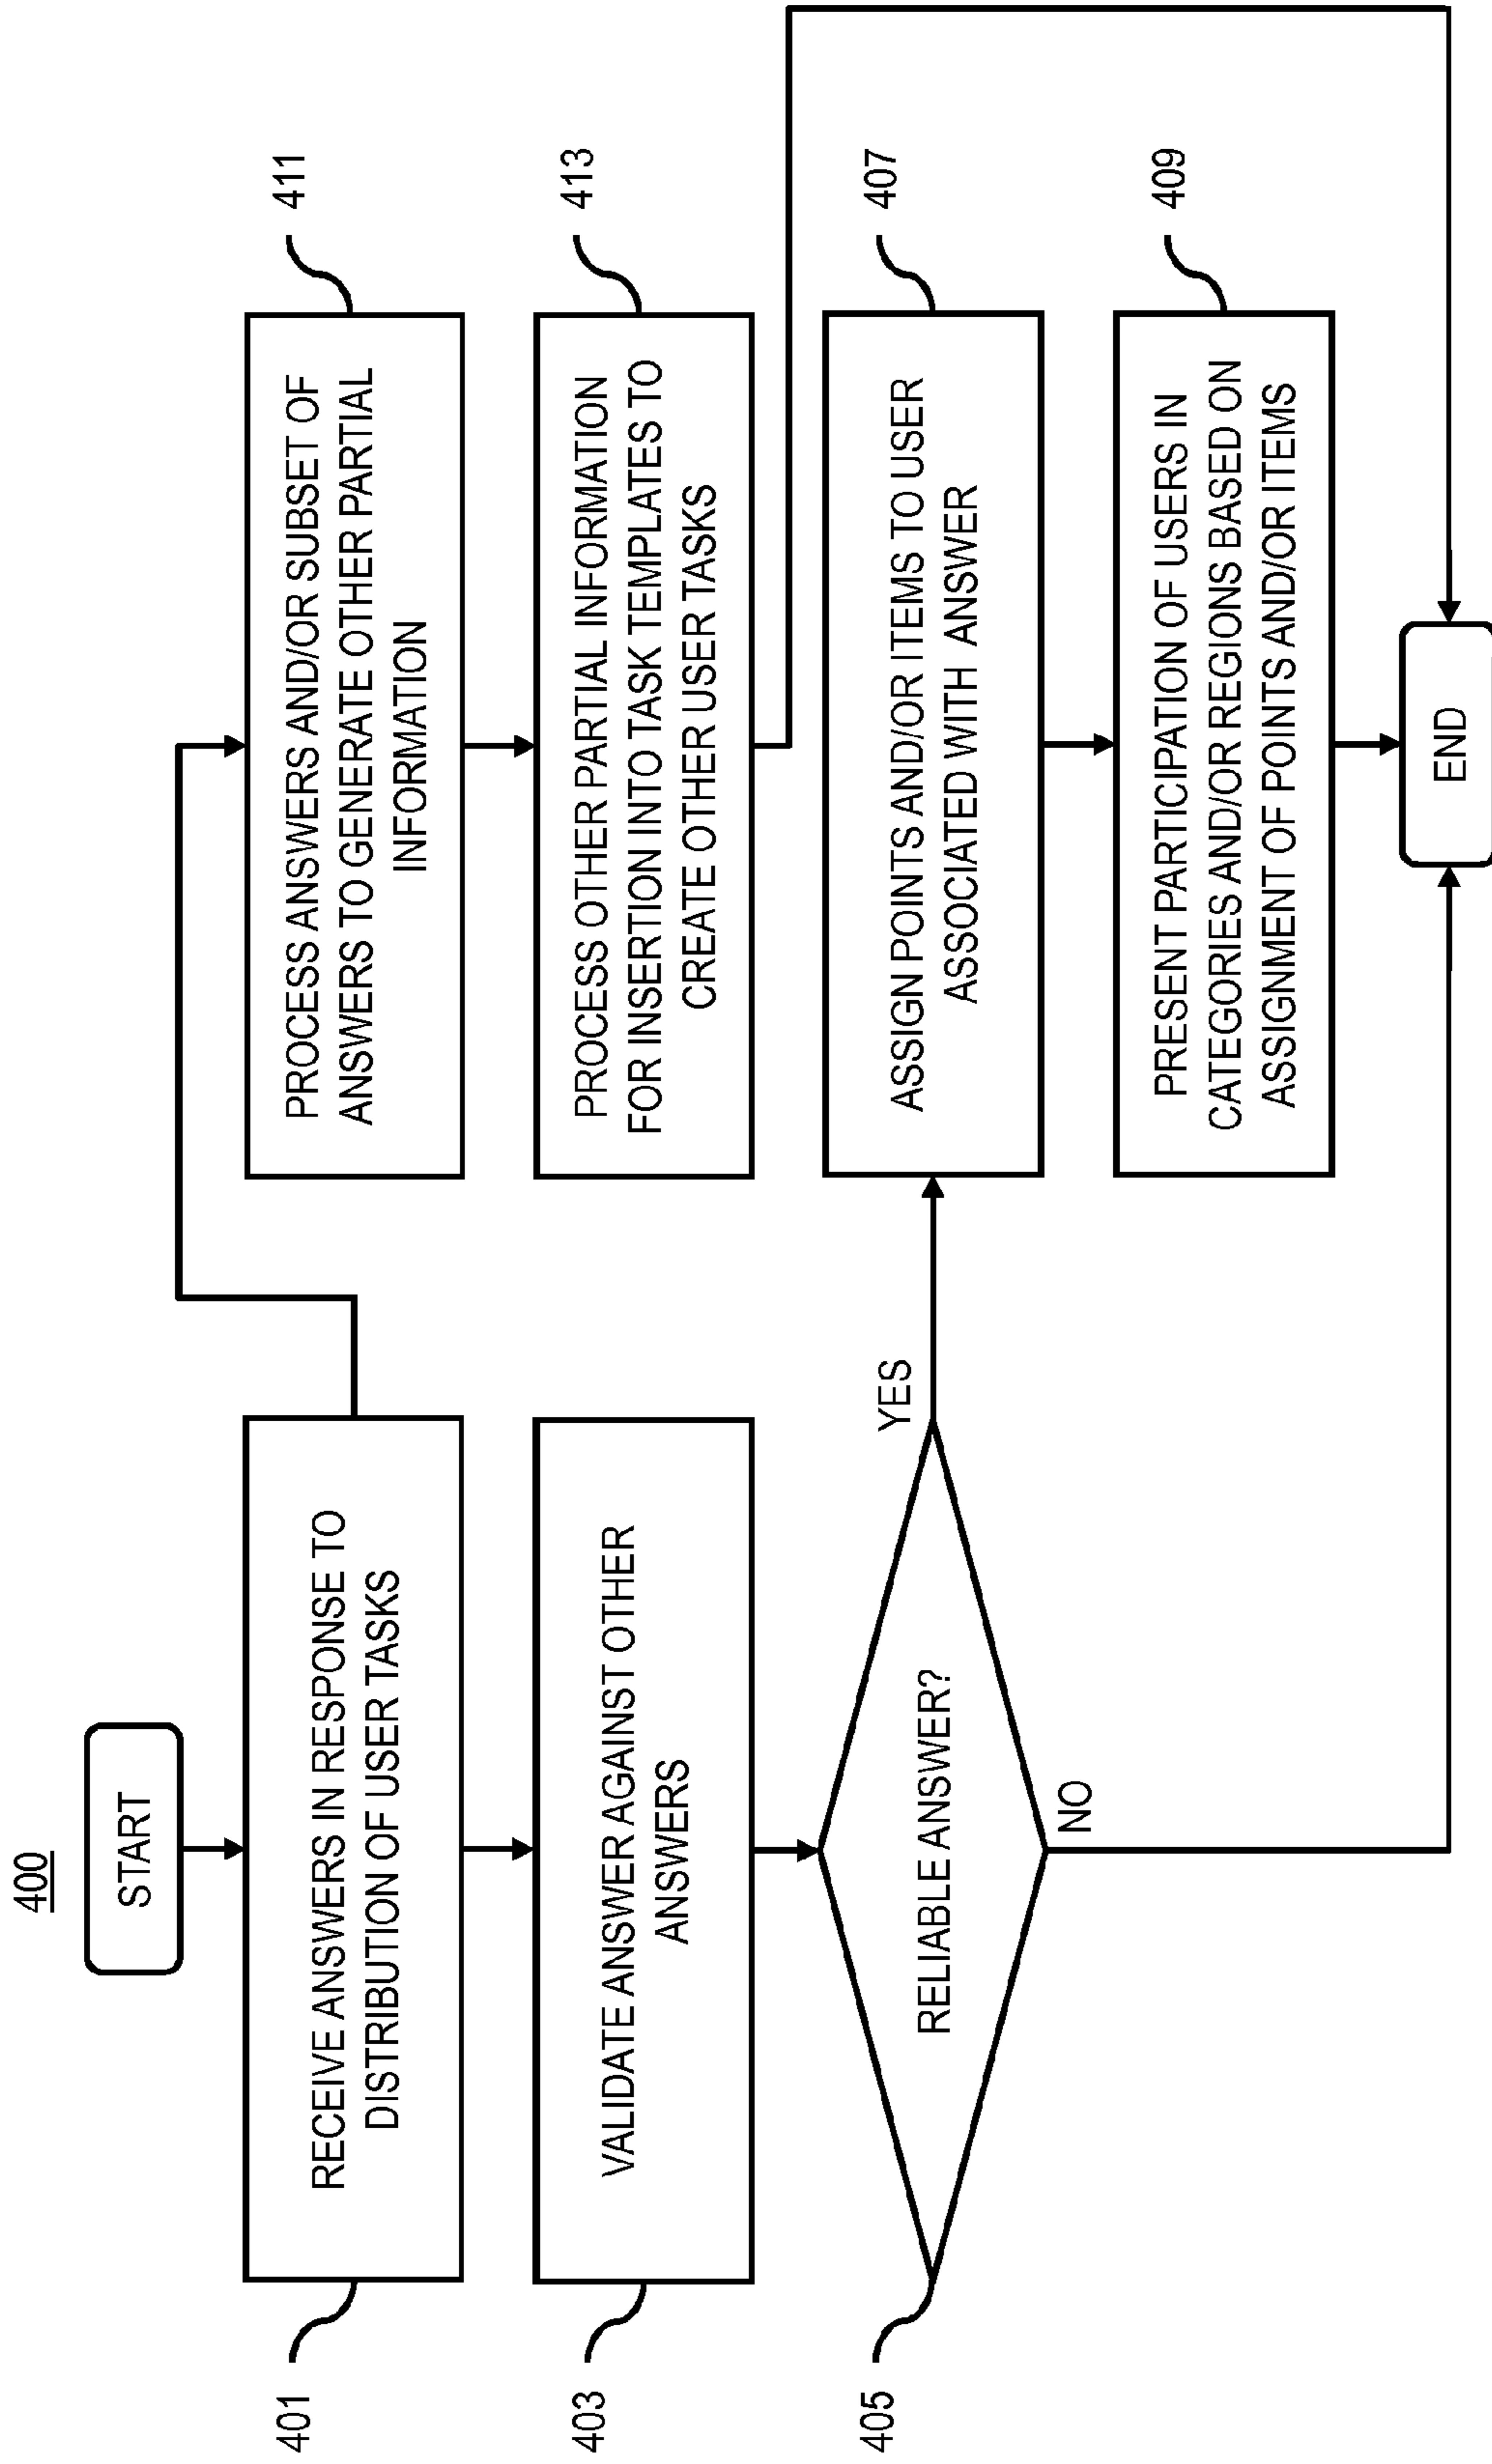 400
START
401
RECEIVE ANSWERS IN RESPONSE TO
DISTRIBUTION OF USER TASKS
403
VALIDATE ANSWER AGAINST OTHER
ANSWERS
405
RELIABLE ANSWER?
YES
NO
411
PROCESS ANSWERS AND/OR SUBSET OF
ANSWERS TO GENERATE OTHER PARTIAL
INFORMATION
413
PROCESS OTHER PARTIAL INFORMATION
FOR INSERTION INTO TASK TEMPLATES TO
CREATE OTHER USER TASKS
407
ASSIGN POINTS AND/OR ITEMS TO USER
ASSOCIATED WITH ANSWER
409
PRESENT PARTICIPATION OF USERS IN
CATEGORIES AND/OR REGIONS BASED ON
ASSIGNMENT OF POINTS AND/OR ITEMS
END